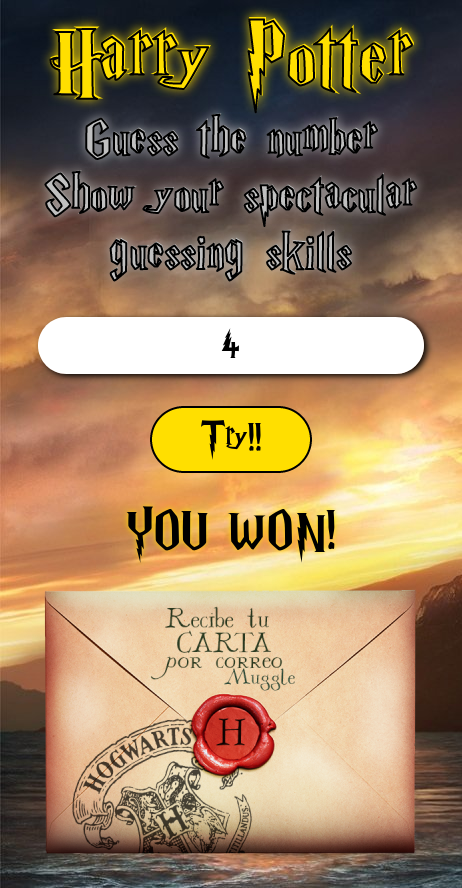 Harry Potter
Guess the number
Show your spectacular
guessing skills
4
Try!!
YOU WON!
Recibe tu
CARTA
por correo
Muggle
H
HOGWARTS
H
TITILLANDUS